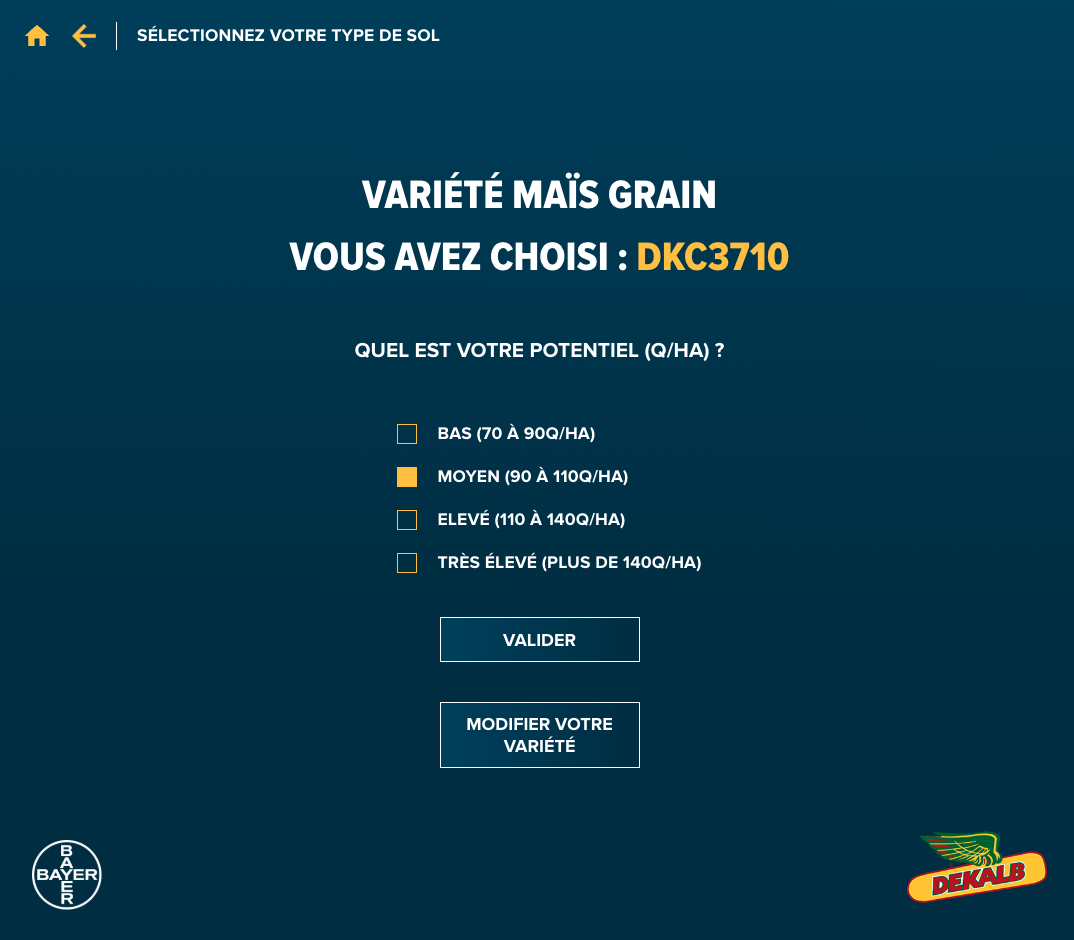 SÉLECTIONNEZ VOTRE TYPE DE SOL
VARIÉTÉ MAÏS GRAIN
VOUS AVEZ CHOISI : DKC3710
QUEL EST VOTRE POTENTIEL (Q/HA) ?
BAS (70 À 90Q/HA)
MOYEN (90 À 110Q/HA)
ELEVÉ (110 À 140Q/HA)
TRÈS ÉLEVÉ (PLUS DE 140Q/HA)
VALIDER
MODIFIER VOTRE
VARIÉTÉ
BAYER
BAYER
DEKALB